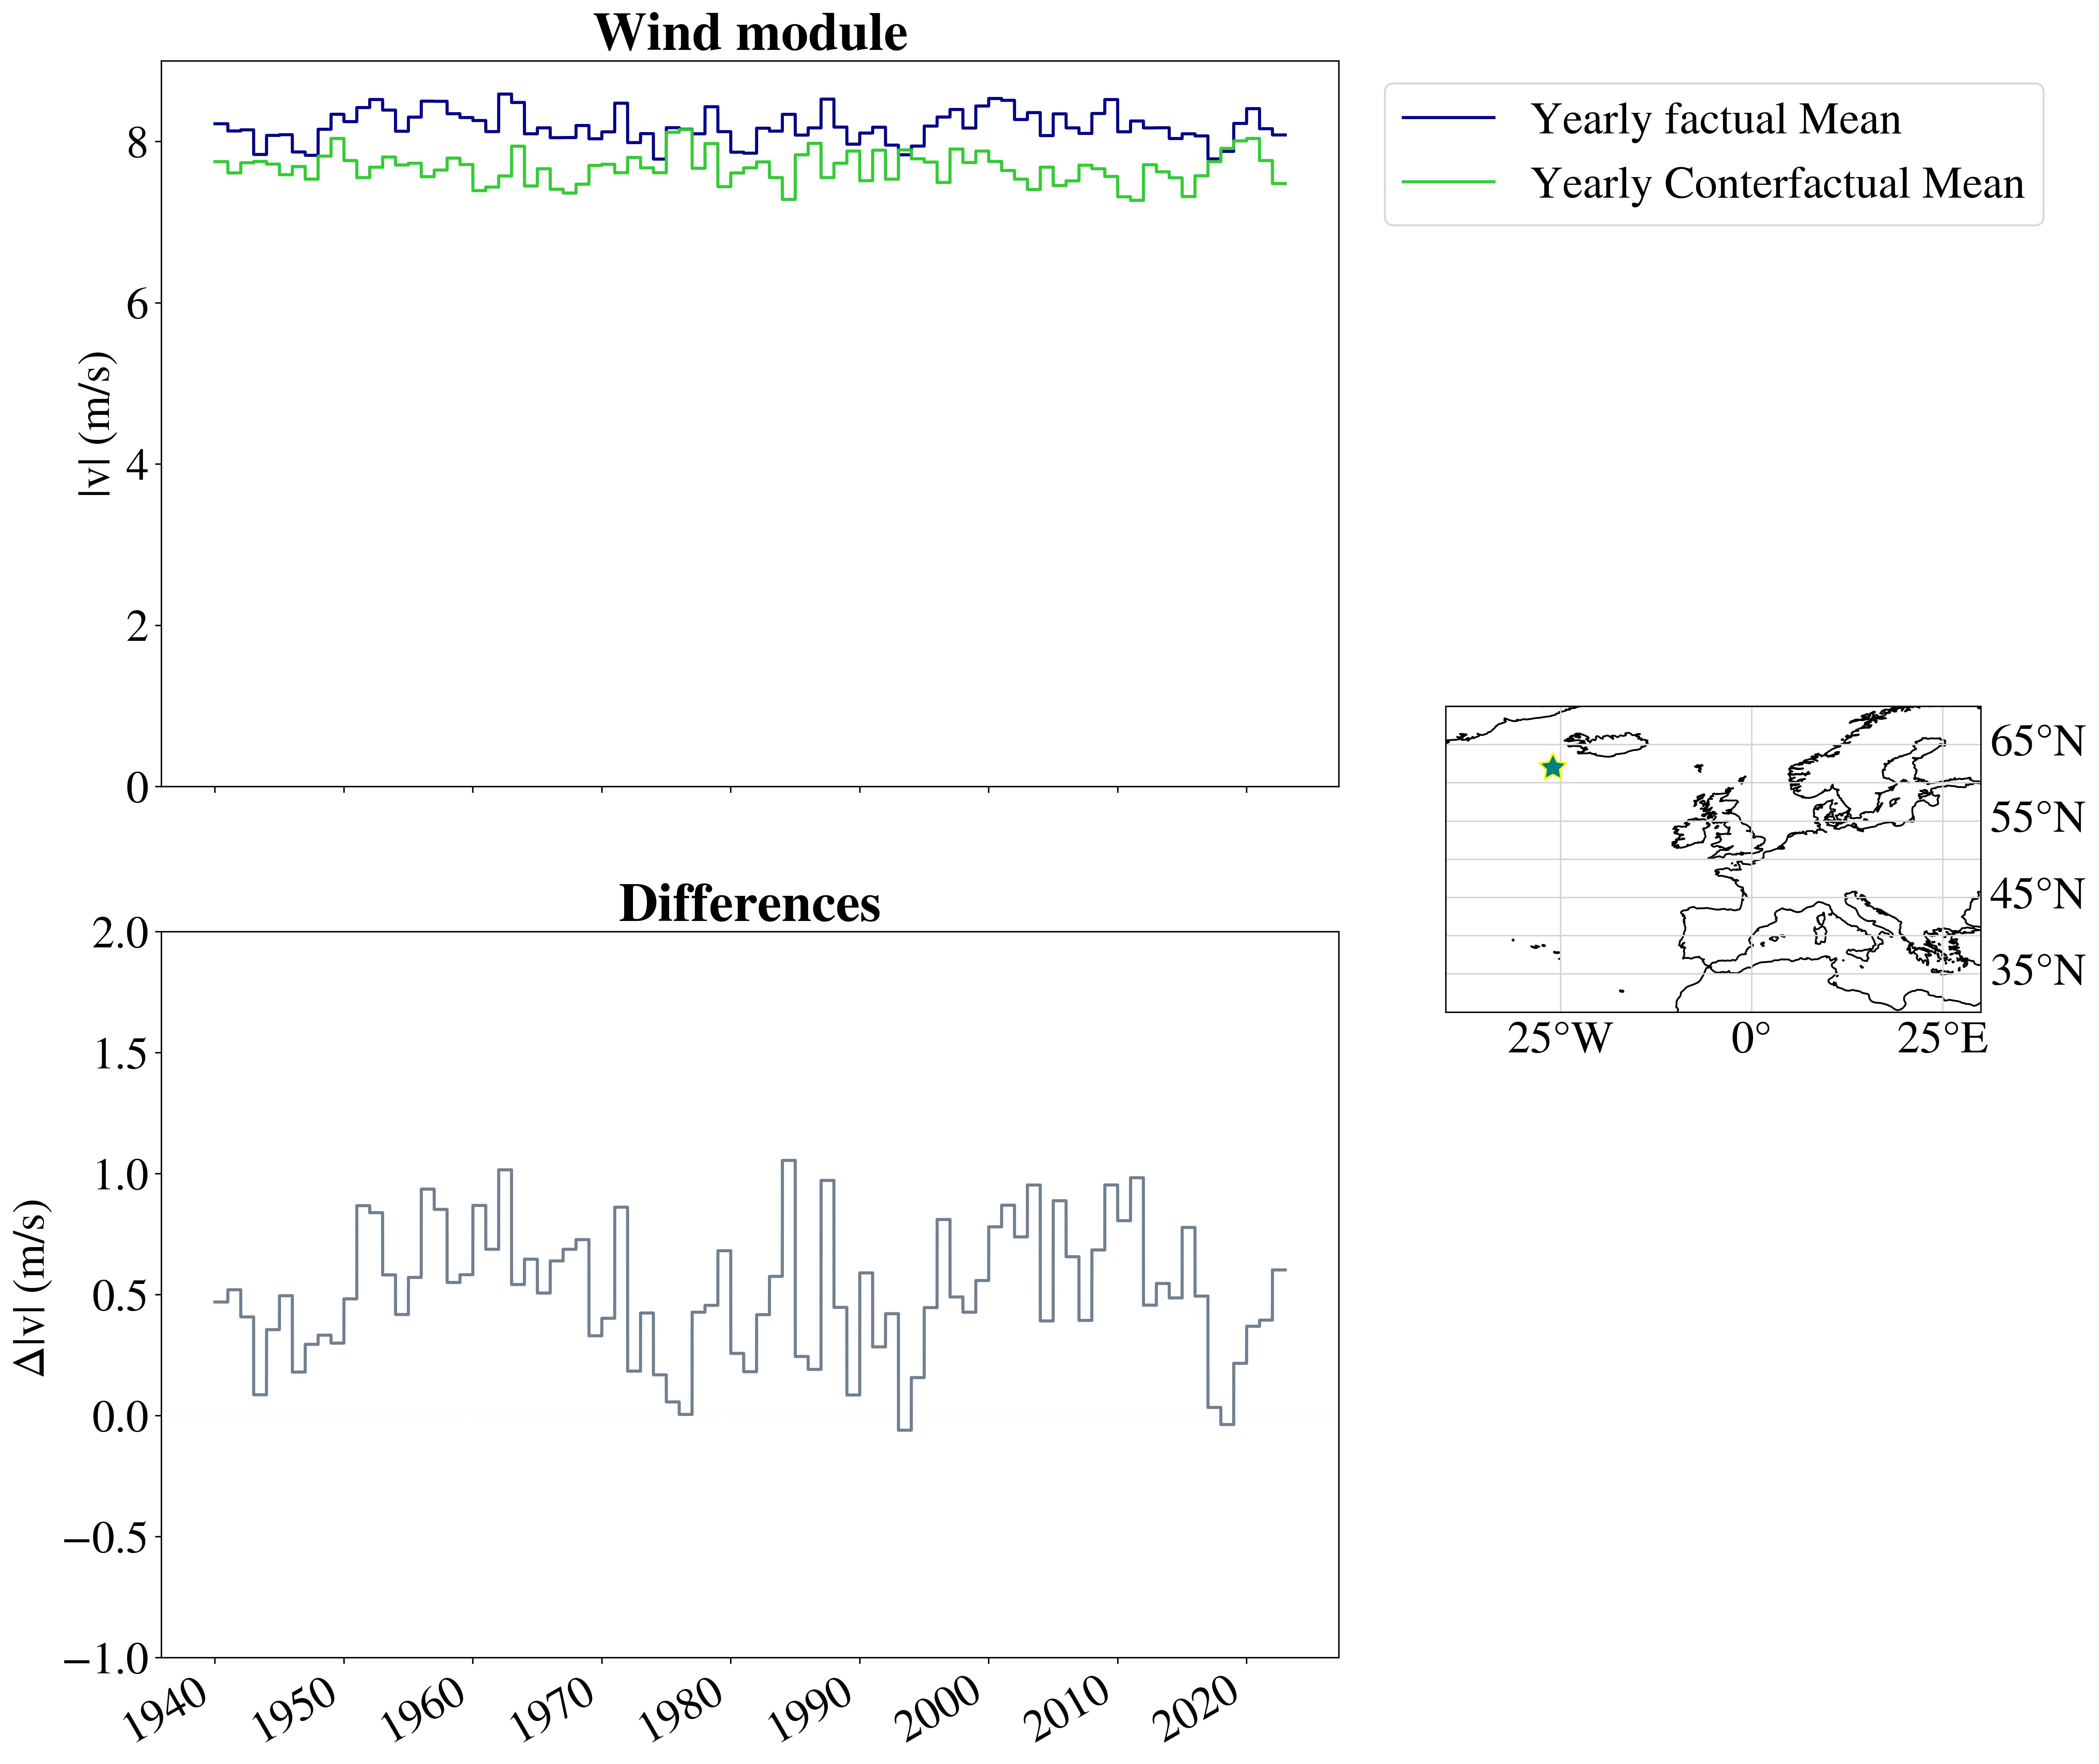 Wind module
8
6
4
2
0
|v| (m/s)
Yearly factual Mean
Yearly Conterfactual Mean
65°N
55°N
45°N
35°N
25°W 0° 25°E
Differences
2.0
1.5
1.0
0.5
0.0
−0.5
−1.0
Δ|v| (m/s)
1940 1950 1960 1970 1980 1990 2000 2010 2020